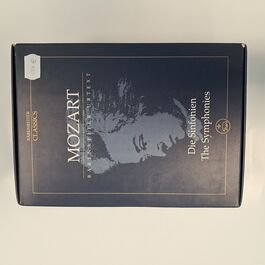 BÄRENREITER
CLASSICS
MOZART
BÄRENREITER URTEXT
Die Sinfonien
The Symphonies